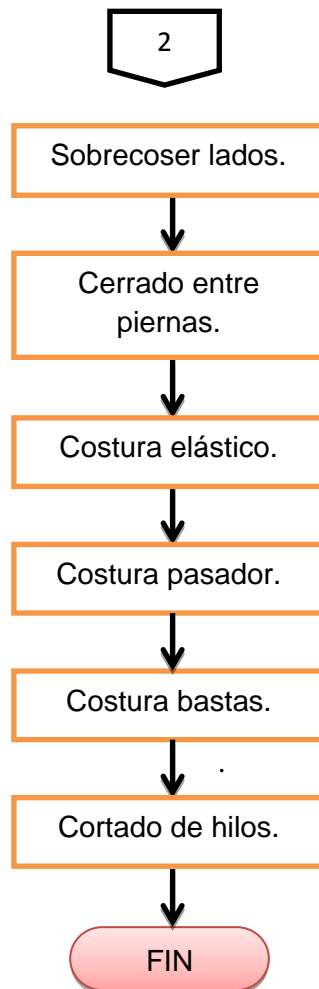 2
Sobrecoser lados.
Cerrado entre
piernas.
Costura elástico.
Costura pasador.
Costura bastas.
.
Cortado de hilos.
FIN